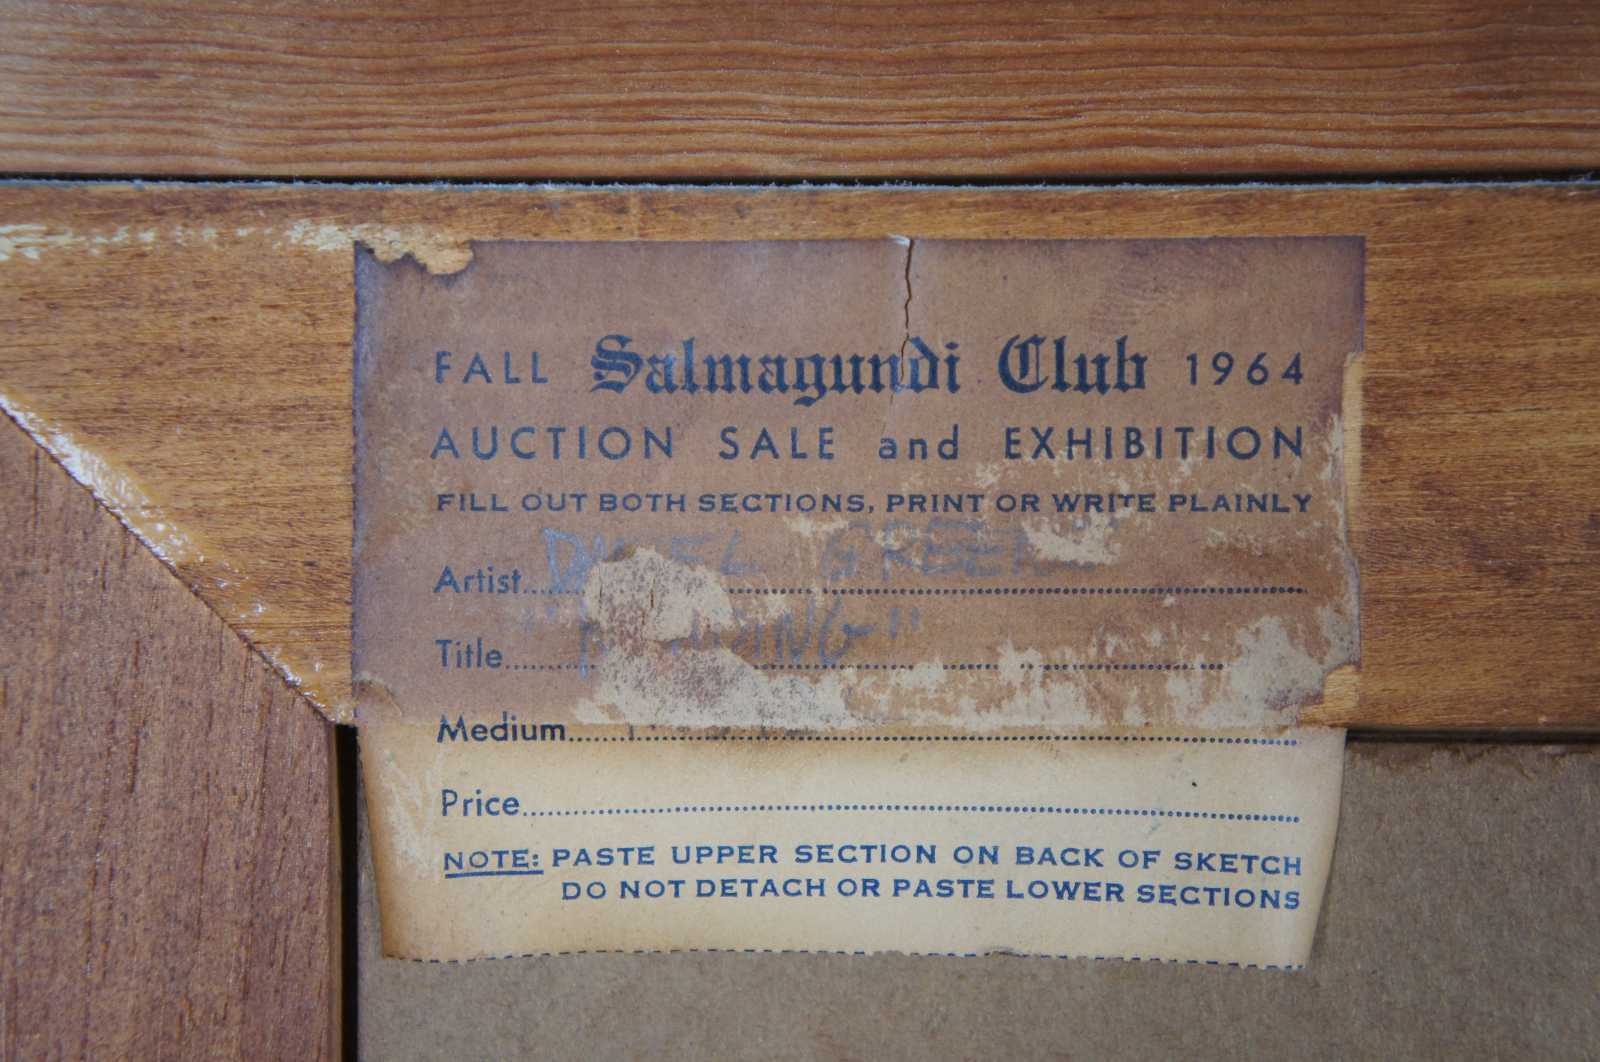 FALL Salmagundi Club 1964
AUCTION SALE and EXHIBITION
FILL OUT BOTH SECTIONS, PRINT OR WRITE PLAINLY
Artist
Title
Medium
Price
NOTE: PASTE UPPER SECTION ON BACK OF SKETCH
DO NOT DETACH OR PASTE LOWER SECTIONS